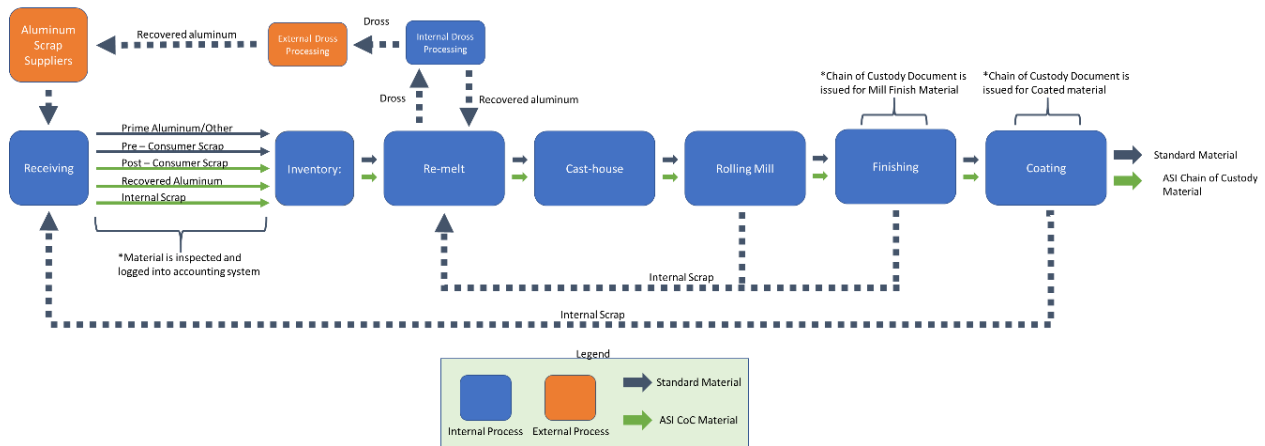 Aluminum
Scrap
Suppliers
Recovered aluminum
External Dross
Processing
Dross
Internal Dross
Processing
Dross
Recovered aluminum
*Chain of Custody Document is
issued for Mill Finish Material
*Chain of Custody Document is
issued for Coated material
Receiving
Prime Aluminum/Other
Pre – Consumer Scrap
Post – Consumer Scrap
Recovered Aluminum
Internal Scrap
Inventory:
Re-melt
Cast-house
Rolling Mill
Finishing
Coating
Standard Material
ASI Chain of Custody
Material
*Material is inspected and
logged into accounting system
Internal Scrap
Internal Scrap
Legend
Standard Material
ASI CoC Material
Internal Process
External Process